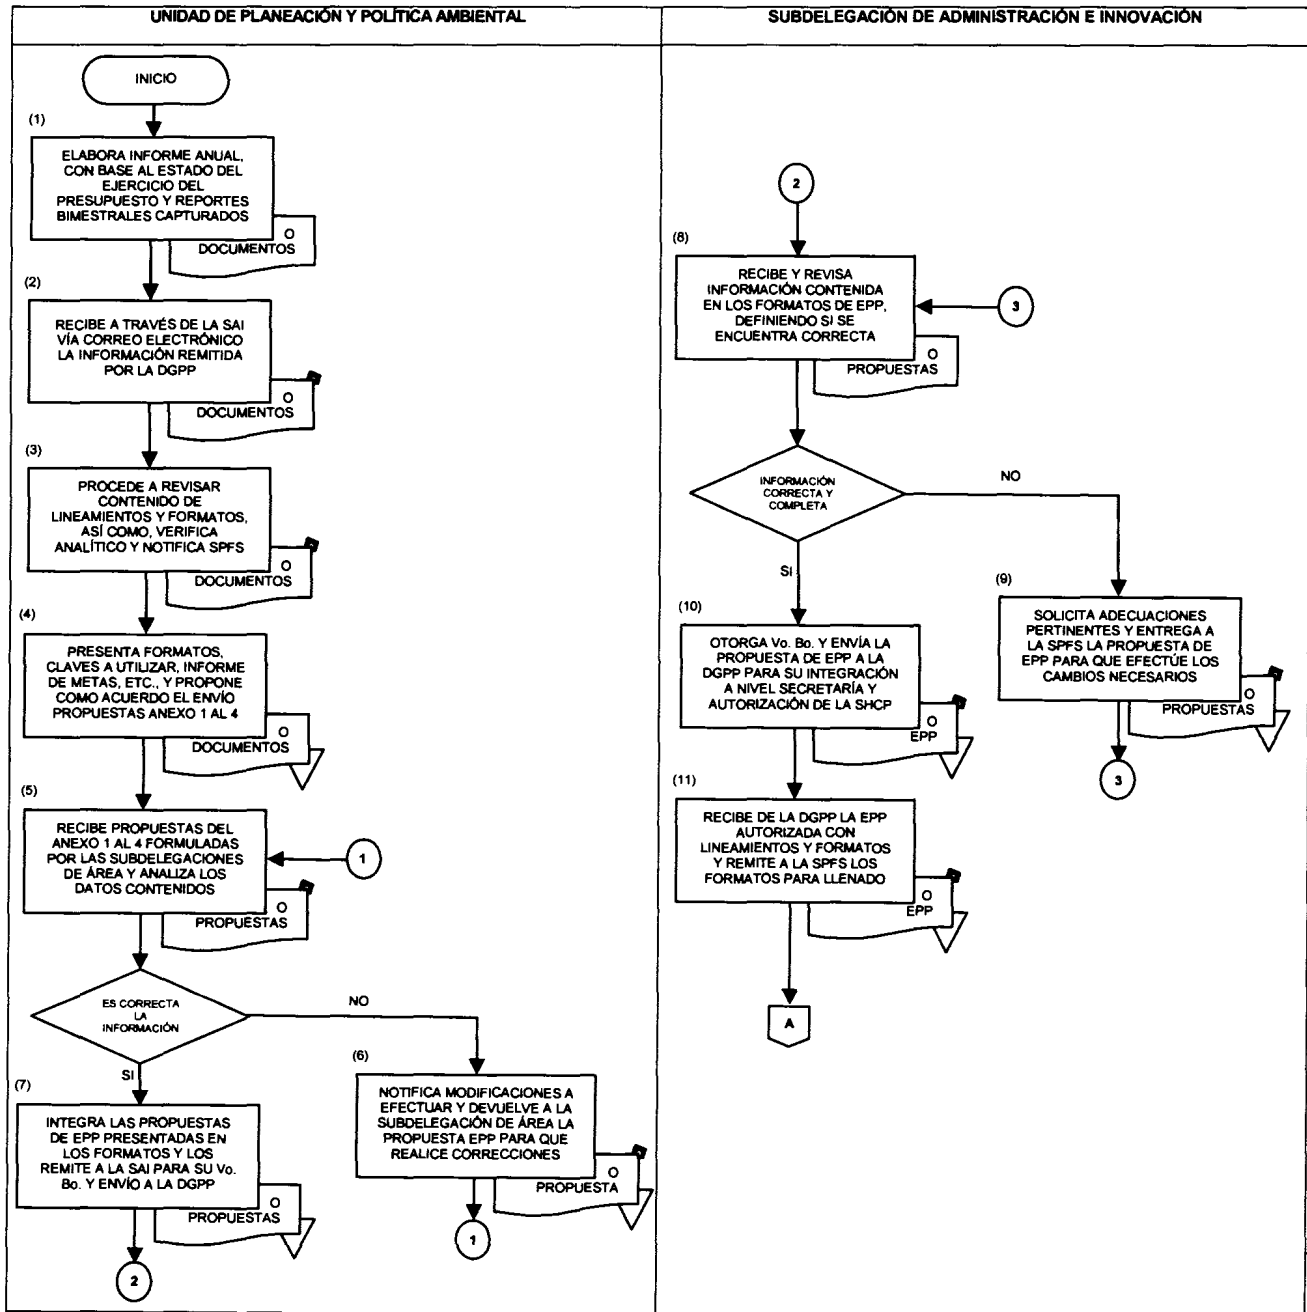 UNIDAD DE PLANEACIÓN Y POLÍTICA AMBIENTAL
INICIO
(1)
ELABORA INFORME ANUAL,
CON BASE AL ESTADO DEL
EJERCICIO DEL
PRESUPUESTO Y REPORTES
BIMESTRALES CAPTURADOS
O
DOCUMENTOS
(2)
RECIBE A TRAVÉS DE LA SAI
VÍA CORREO ELECTRÓNICO
LA INFORMACIÓN REMITIDA
POR LA DGPP
O
DOCUMENTOS
(3)
PROCEDE A REVISAR
CONTENIDO DE
LINEAMIENTOS Y FORMATOS,
ASÍ COMO, VERIFICA
ANALÍTICO Y NOTIFICA SPFS
O
DOCUMENTOS
(4)
PRESENTA FORMATOS,
CLAVES A UTILIZAR, INFORME
DE METAS, ETC., Y PROPONE
COMO ACUERDO EL ENVÍO
PROPUESTAS ANEXO 1 AL 4
O
DOCUMENTOS
(5)
RECIBE PROPUESTAS DEL
ANEXO 1 AL 4 FORMULADAS
POR LAS SUBDELEGACIONES
DE ÁREA Y ANALIZA LOS
DATOS CONTENIDOS
1
O
PROPUESTAS
ES CORRECTA
LA
INFORMACIÓN
NO
SI
(6)
NOTIFICA MODIFICACIONES A
EFECTUAR Y DEVUELVE A LA
SUBDELEGACIÓN DE ÁREA LA
PROPUESTA EPP PARA QUE
REALICE CORRECCIONES
O
PROPUESTA
1
(7)
INTEGRA LAS PROPUESTAS
DE EPP PRESENTADAS EN
LOS FORMATOS Y LOS
REMITE A LA SAI PARA SU Vo.
Bo. Y ENVÍO A LA DGPP
O
PROPUESTAS
2
SUBDELEGACIÓN DE ADMINISTRACIÓN E INNOVACIÓN
2
(8)
RECIBE Y REVISA
INFORMACIÓN CONTENIDA
EN LOS FORMATOS DE EPP,
DEFINIENDO SI SE
ENCUENTRA CORRECTA
3
O
PROPUESTAS
INFORMACIÓN
CORRECTA Y
COMPLETA
NO
SI
(9)
SOLICITA ADECUACIONES
PERTINENTES Y ENTREGA A
LA SPFS LA PROPUESTA DE
EPP PARA QUE EFECTÚE LOS
CAMBIOS NECESARIOS
O
PROPUESTAS
3
(10)
OTORGA Vo. Bo. Y ENVÍA LA
PROPUESTA DE EPP A LA
DGPP PARA SU INTEGRACIÓN
A NIVEL SECRETARÍA Y
AUTORIZACIÓN DE LA SHCP
O
EPP
(11)
RECIBE DE LA DGPP LA EPP
AUTORIZADA CON
LINEAMIENTOS Y FORMATOS
Y REMITE A LA SPFS LOS
FORMATOS PARA LLENADO
O
EPP
A